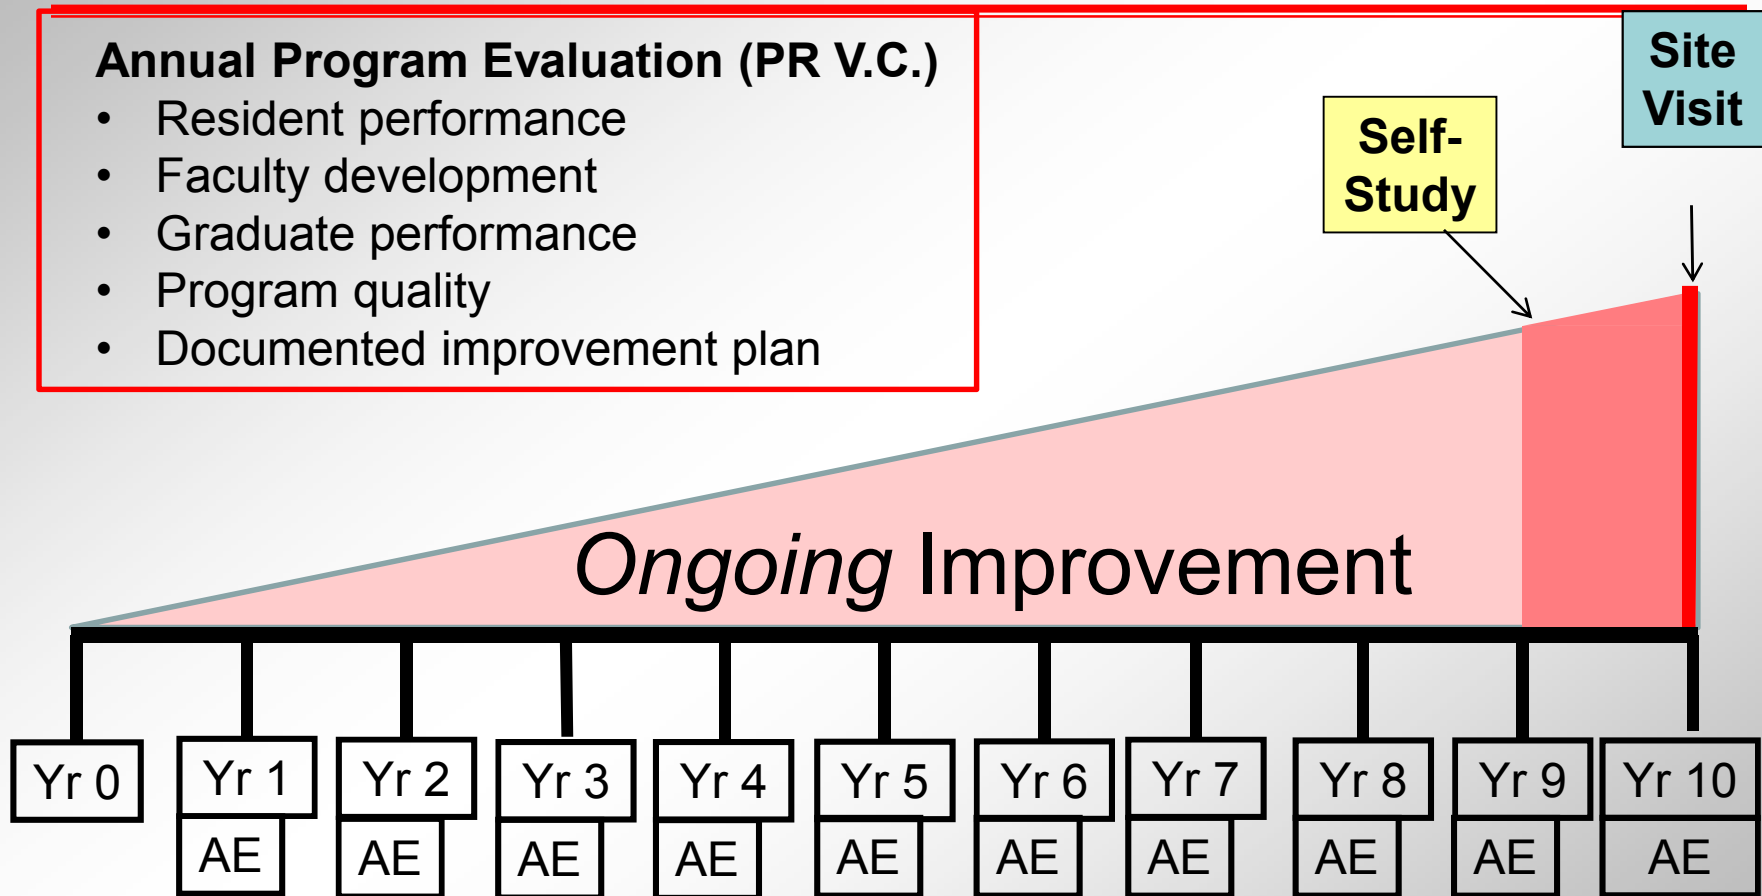 Annual Program Evaluation (PR V.C.)
• Resident performance
• Faculty development
• Graduate performance
• Program quality
• Documented improvement plan
Site
Visit
Self-
Study
Ongoing Improvement
Yr 0
Yr 1
Yr 2
Yr 3
Yr 4
Yr 5
Yr 6
Yr 7
Yr 8
Yr 9
Yr 10
AE
AE
AE
AE
AE
AE
AE
AE
AE
AE